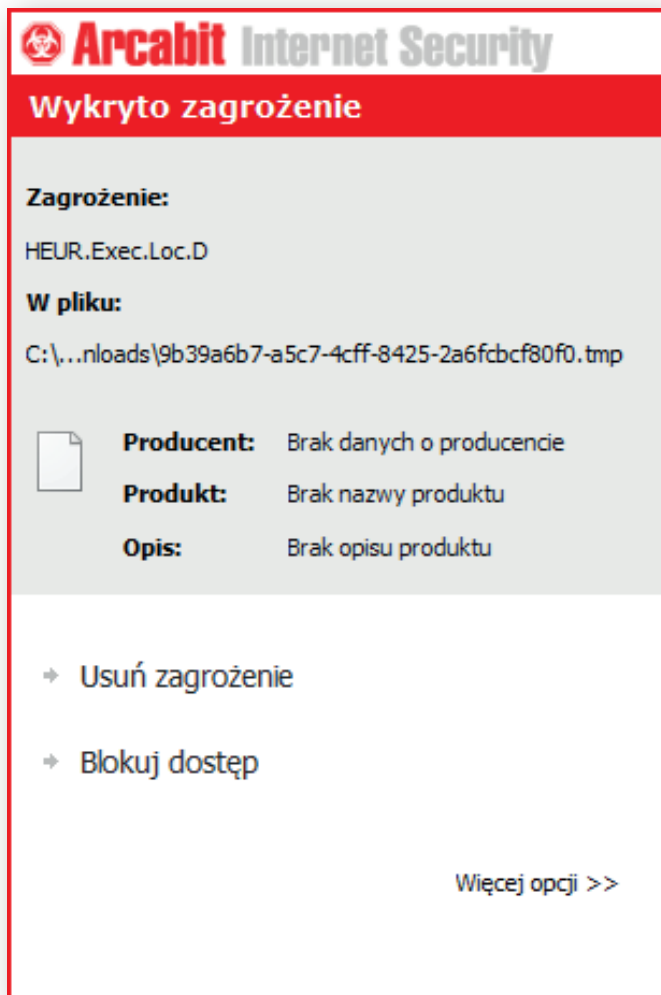 Arcabit Internet Security
Wykryto zagrożenie
Zagrożenie:
HEUR.Exec.Loc.D
W pliku:
C:\...nloads\9b39a6b7-a5c7-4cff-8425-2a6fcbcf80f0.tmp
Producent: Brak danych o producencie
Produkt: Brak nazwy produktu
Opis: Brak opisu produktu
Usuń zagrożenie
Blokuj dostęp
Więcej opcji >>